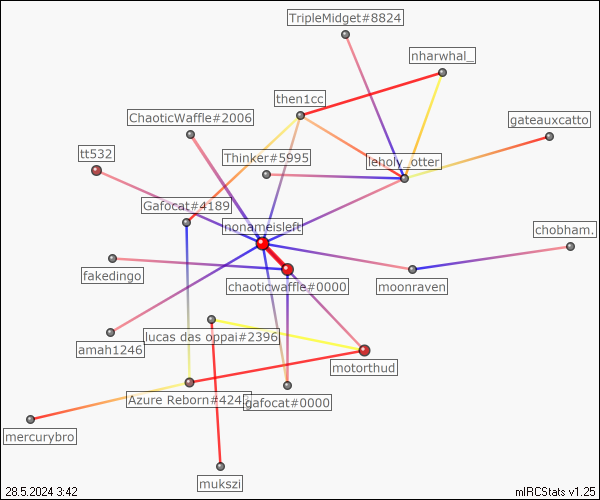 TripleMidget#8824
nharwhal_
then1cc
ChaoticWaffle#2006
gateauxcatto
tt532
Thinker#5995
leholy_otter
Gafocat#4189
nonameisleft
chobham.
fakedingo
chaoticwaffle#0000
moonraven
amah1246
lucas das oppai#2396
motorthud
Azure Reborn#424
gafocat#0000
mercurybro
mukszi
28.5.2024 3:42
mIRCStats v1.25